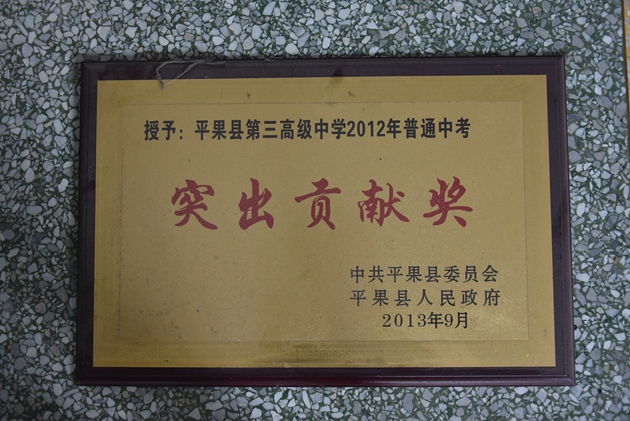 授予：平果县第三高级中学2012年普通中考
突出贡献奖
中共平果县委员会
平果县人民政府
2013年9月